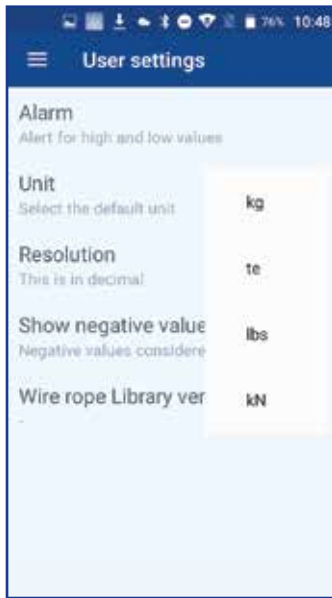 76% 10:48
User settings
Alarm
Alert for high and low values
Unit
Select the default unit
kg
Resolution
This is in decimal
te
Show negative value
Negative values considere
lbs
Wire rope Library ver
kN
-